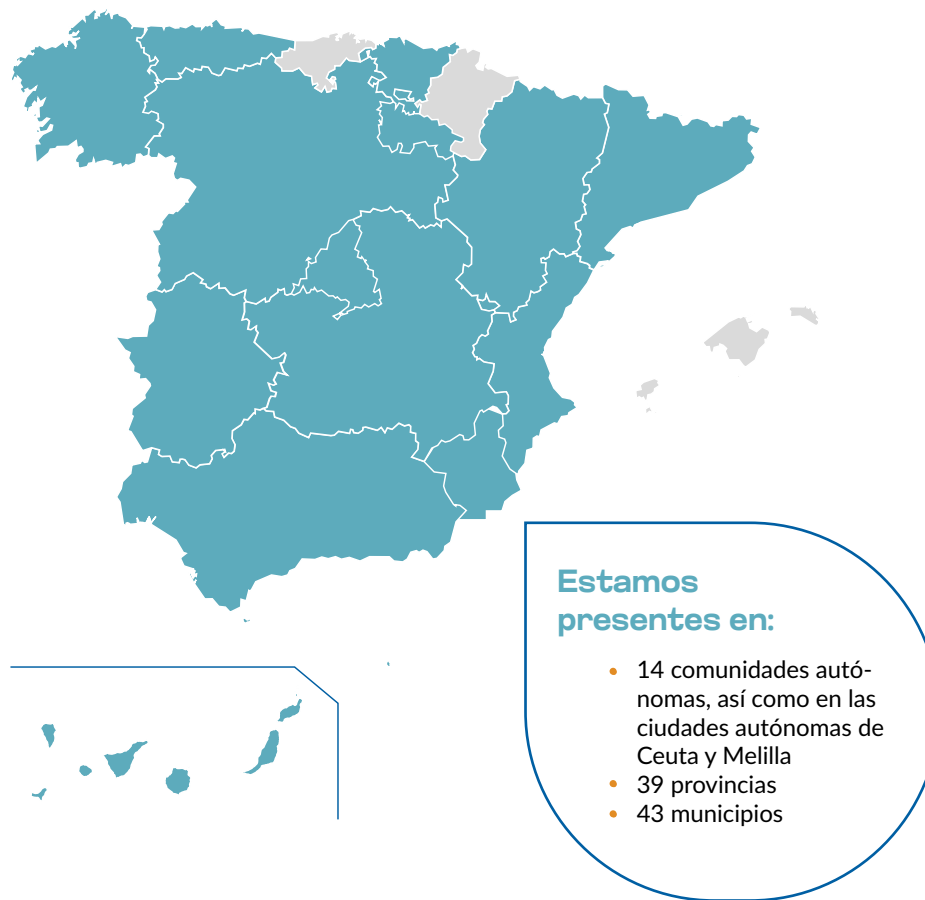 Estamos
presentes en:
• 14 comunidades autó-
nomas, así como en las
ciudades autónomas de
Ceuta y Melilla
• 39 provincias
• 43 municipios